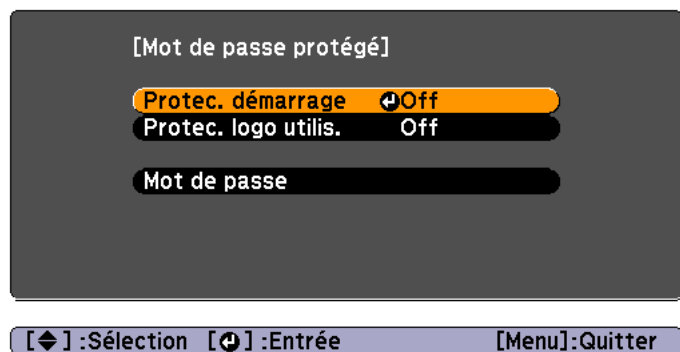 [Mot de passe protégé]
Protec. démarrage Off
Protec. logo utilis. Off
Mot de passe
[ ] :Sélection [ ] :Entrée [Menu]:Quitter